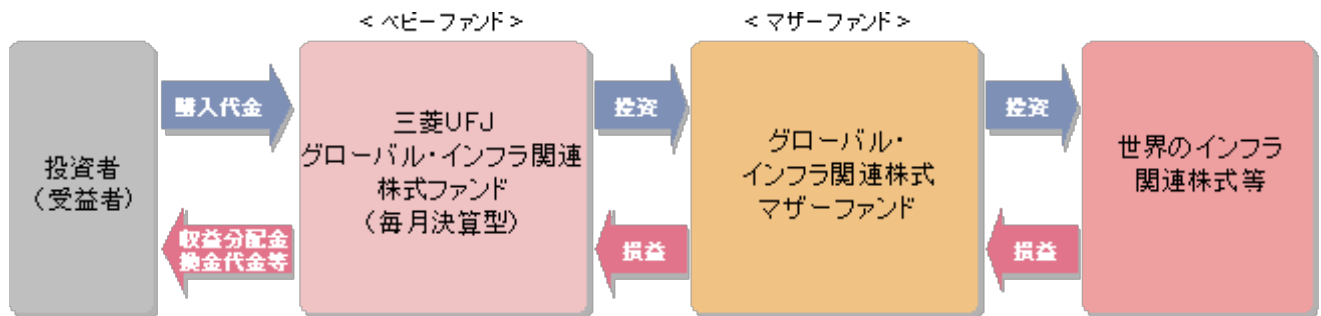 ＜ベビーファンド＞
＜マザーファンド＞
投資者
（受益者）
購入代金
収益分配金
換金代金等
三菱UFJ
グローバル・インフラ関連
株式ファンド
（毎月決算型）
投資
損益
グローバル・
インフラ関連株式
マザーファンド
投資
損益
世界のインフラ
関連株式等